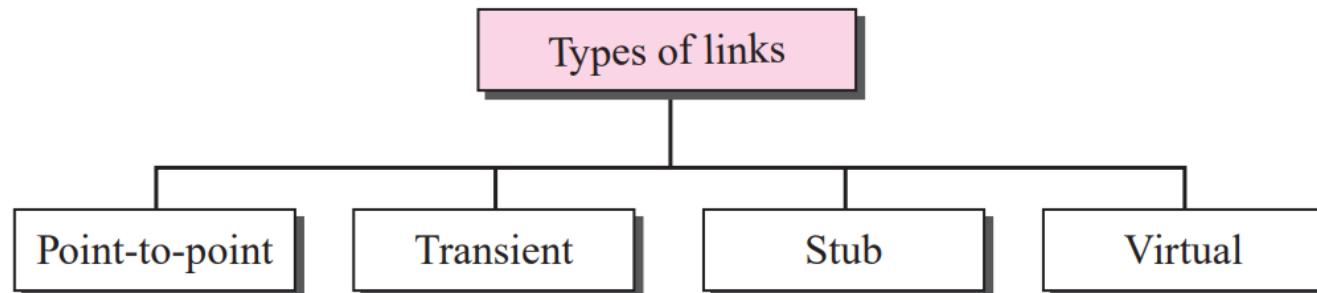 Types of links
Point-to-point
Transient
Stub
Virtual